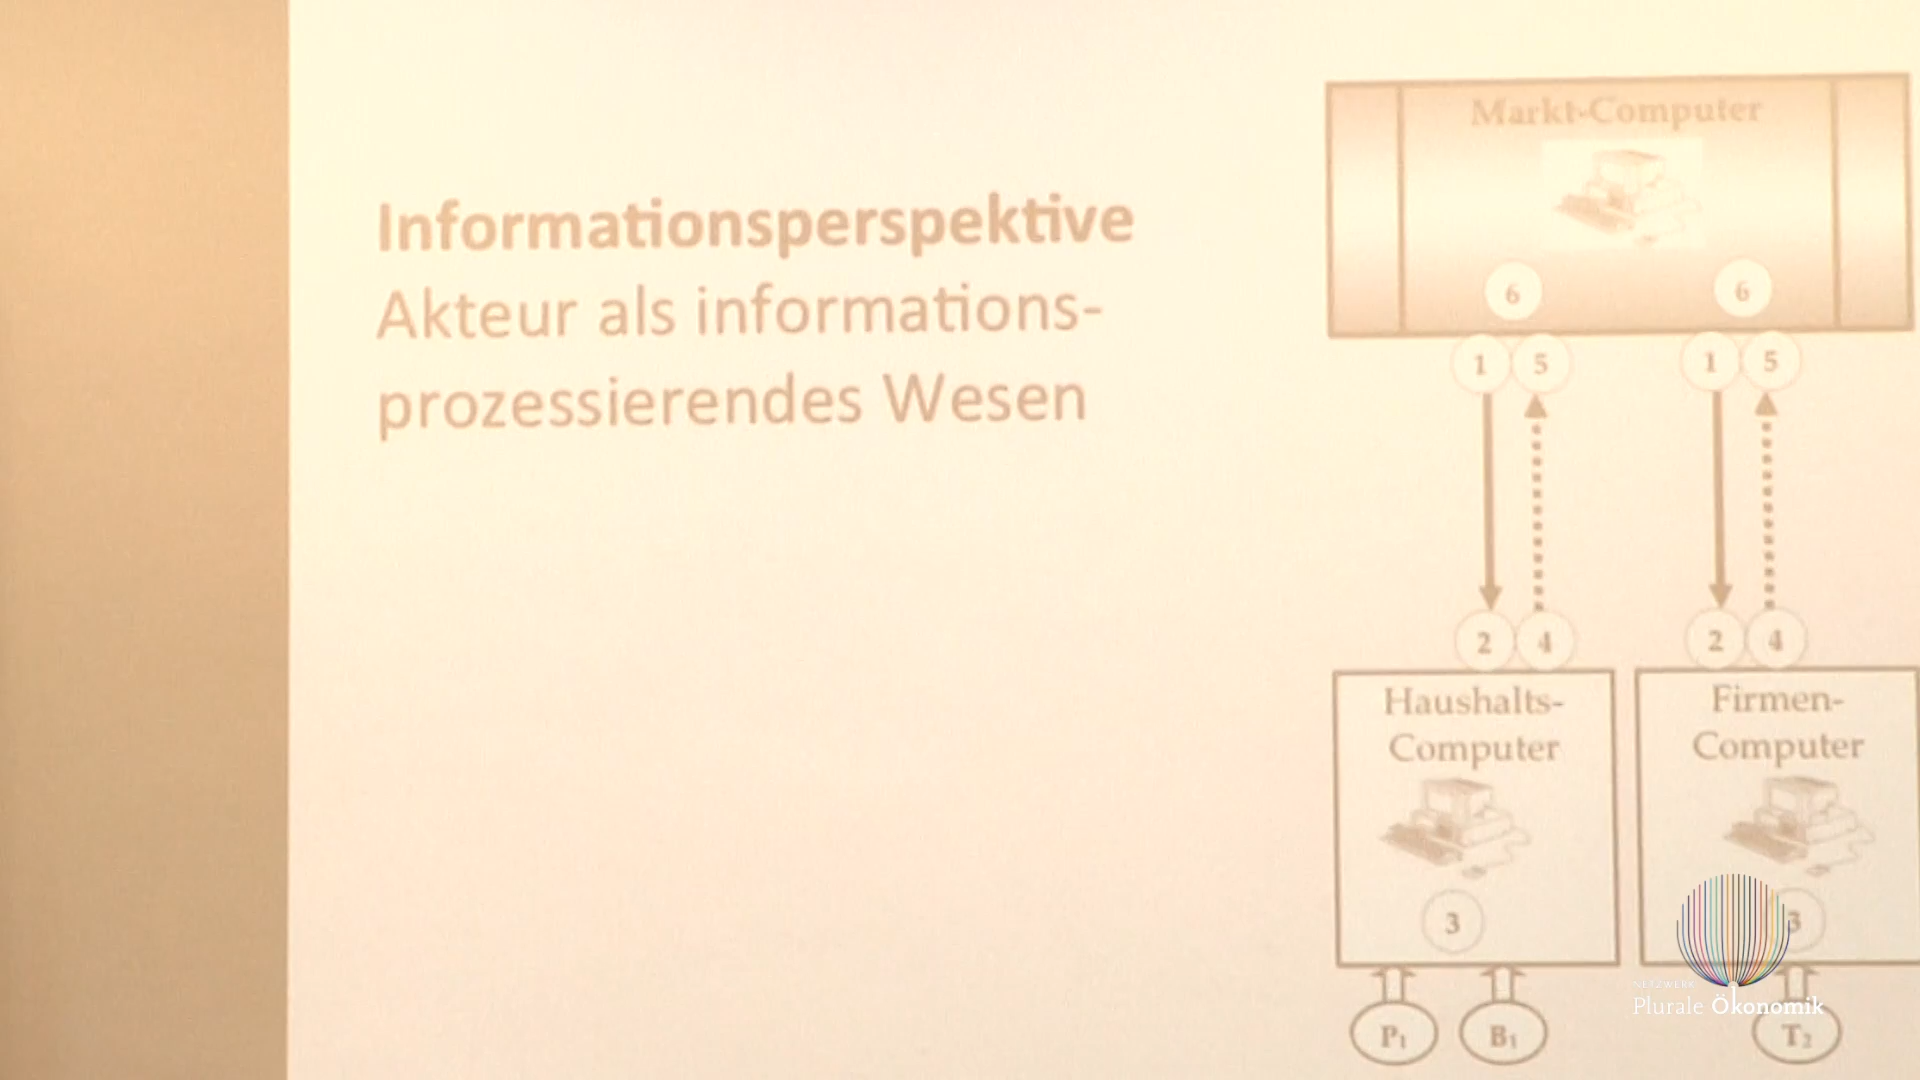 Informationsperspektive
Akteur als informations-
prozessierendes Wesen
Markt-Computer
6 6
1 5 1 5
2 4 2 4
Haushalts-
Computer
Firmen-
Computer
3 3
P1 B1 T2
NETZWERK
Plurale Ökonomik